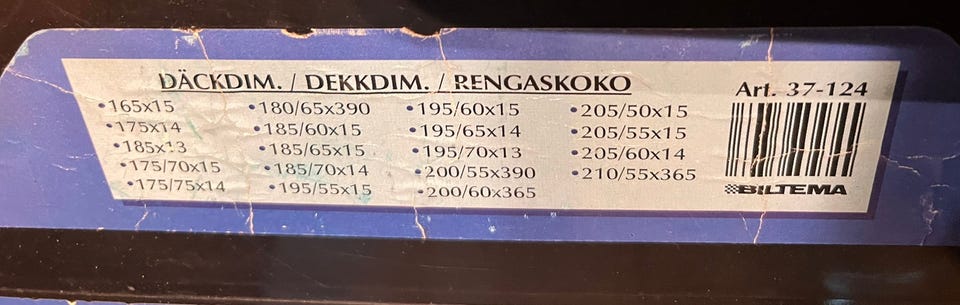 DÄCKDIM. / DEKKDIM. / RENGASKOKO
•165x15
•175x14
•185x13
•175/70x15
•175/75x14
•180/65x390
•185/60x15
•185/65x15
•185/70x14
•195/55x15
•195/60x15
•195/65x14
•195/70x13
•200/55x390
•200/60x365
•205/50x15
•205/55x15
•205/60x14
•210/55x365
Art. 37-124
BILTEMA